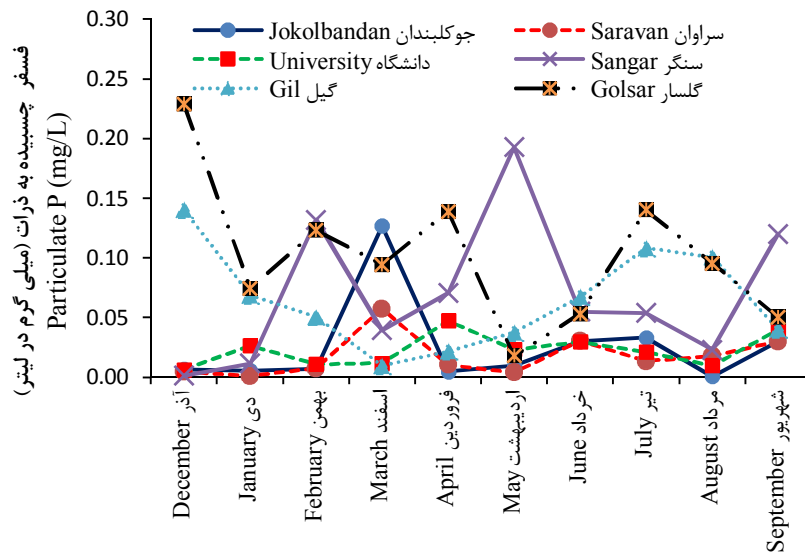 فسفر چسبیده به ذرات (میلی گرم در لیتر)
Particulate P (mg/L)
0.30
0.25
0.20
0.15
0.10
0.05
0.00
Jokolbandan جوکلبندان
Saravan سراوان
University دانشگاه
Sangar سنگر
Gil گیل
Golsar گلسار
December آذر
January دی
February بهمن
March اسفند
April فروردین
May اردیبهشت
June خرداد
July تیر
August مرداد
September شهریور